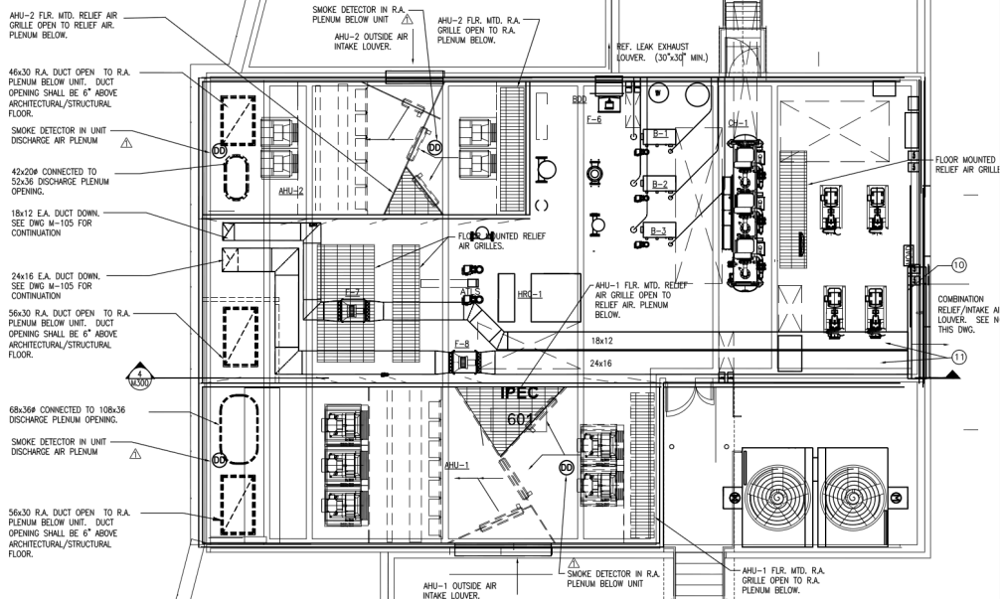 AHU-2 FLR. MTD. RELIEF AIR
GRILLE OPEN TO RELIEF AIR.
PLENUM BELOW.
SMOKE DETECTOR IN R.A.
PLENUM BELOW UNIT
AHU-2 OUTSIDE AIR
INTAKE LOUVER.
AHU-2 FLR. MTD. R.A.
GRILLE OPEN TO R.A.
PLENUM BELOW.
REF. LEAK EXHAUST
LOUVER. (30"x30" MIN.)
46x30 R.A. DUCT OPEN TO R.A.
PLENUM BELOW UNIT. DUCT
OPENING SHALL BE 6" ABOVE
ARCHITECTURAL/STRUCTURAL
FLOOR.
SMOKE DETECTOR IN UNIT
DISCHARGE AIR PLENUM
42x20ø CONNECTED TO
52x36 DISCHARGE PLENUM
OPENING.
18x12 E.A. DUCT DOWN.
SEE DWG M-105 FOR
CONTINUATION
24x16 E.A. DUCT DOWN.
SEE DWG M-105 FOR
CONTINUATION
56x30 R.A. DUCT OPEN TO R.A.
PLENUM BELOW UNIT. DUCT
OPENING SHALL BE 6" ABOVE
ARCHITECTURAL/STRUCTURAL
FLOOR.
4
M300
68x36ø CONNECTED TO 108x36
DISCHARGE PLENUM OPENING.
SMOKE DETECTOR IN UNIT
DISCHARGE AIR PLENUM
56x30 R.A. DUCT OPEN TO R.A.
PLENUM BELOW UNIT. DUCT
OPENING SHALL BE 6" ABOVE
ARCHITECTURAL/STRUCTURAL
FLOOR.
DD
AHU-2
DD
BDD
F-6
W
B-1
B-2
B-3
CH-1
FLOOR MOUNTED
RELIEF AIR GRILLE
FLOOR MOUNTED RELIEF
AIR GRILLES.
F-7
ATLS
HRC-1
AHU-1 FLR. MTD. RELIEF
AIR GRILLE OPEN TO
RELIEF AIR. PLENUM
BELOW.
F-8
18x12
24x16
10
COMBINATION
RELIEF/INTAKE AI
LOUVER. SEE N
THIS DWG.
11
IPEC
601
DD
AHU-1
DD
AHU-1 OUTSIDE AIR
INTAKE LOUVER.
SMOKE DETECTOR IN R.A.
PLENUM BELOW UNIT
AHU-1 FLR. MTD. R.A.
GRILLE OPEN TO R.A.
PLENUM BELOW.